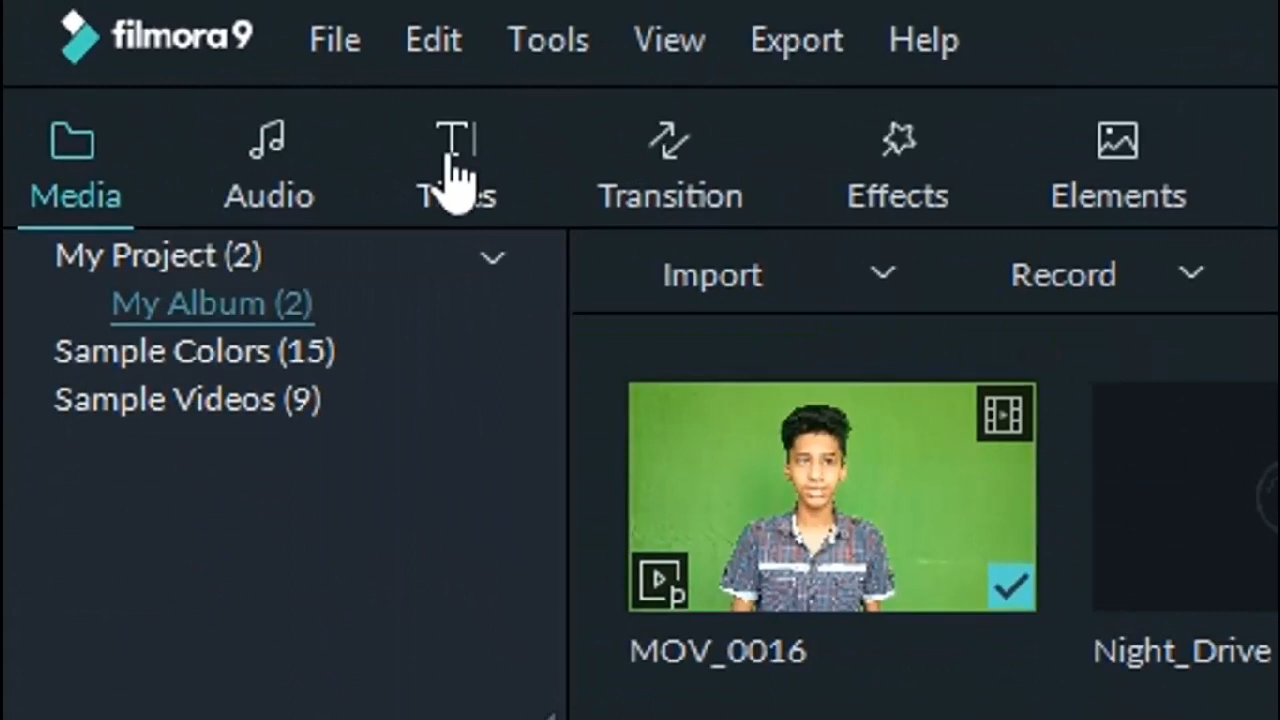 filmora9 File Edit Tools View Export Help
Media Audio Transition Effects Elements
My Project (2)
Import Record
My Album (2)
Sample Colors (15)
Sample Videos (9)
MOV_0016 Night_Drive